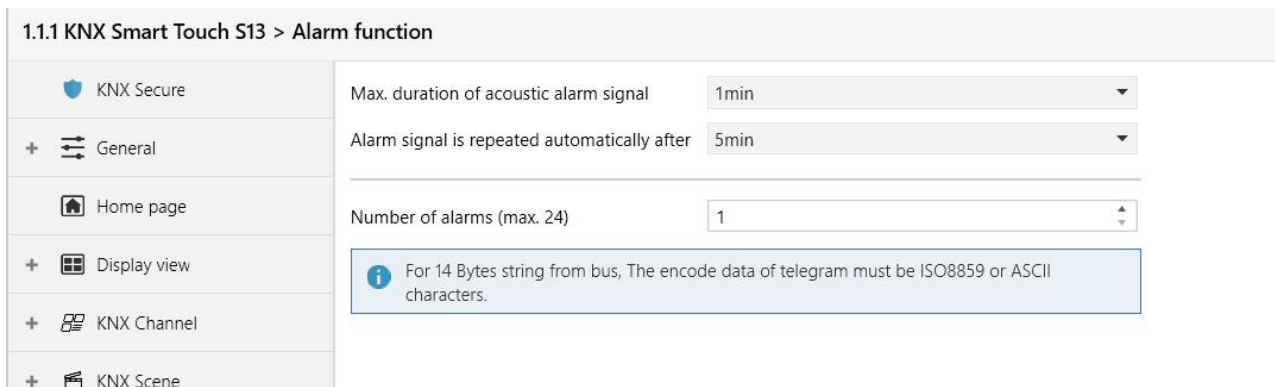 1.1.1 KNX Smart Touch S13 > Alarm function
KNX Secure
+ General
Home page
+ Display view
+ KNX Channel
+ KNX Scene
Max. duration of acoustic alarm signal 1min
Alarm signal is repeated automatically after 5min
Number of alarms (max. 24) 1
For 14 Bytes string from bus, The encode data of telegram must be ISO8859 or ASCII
characters.